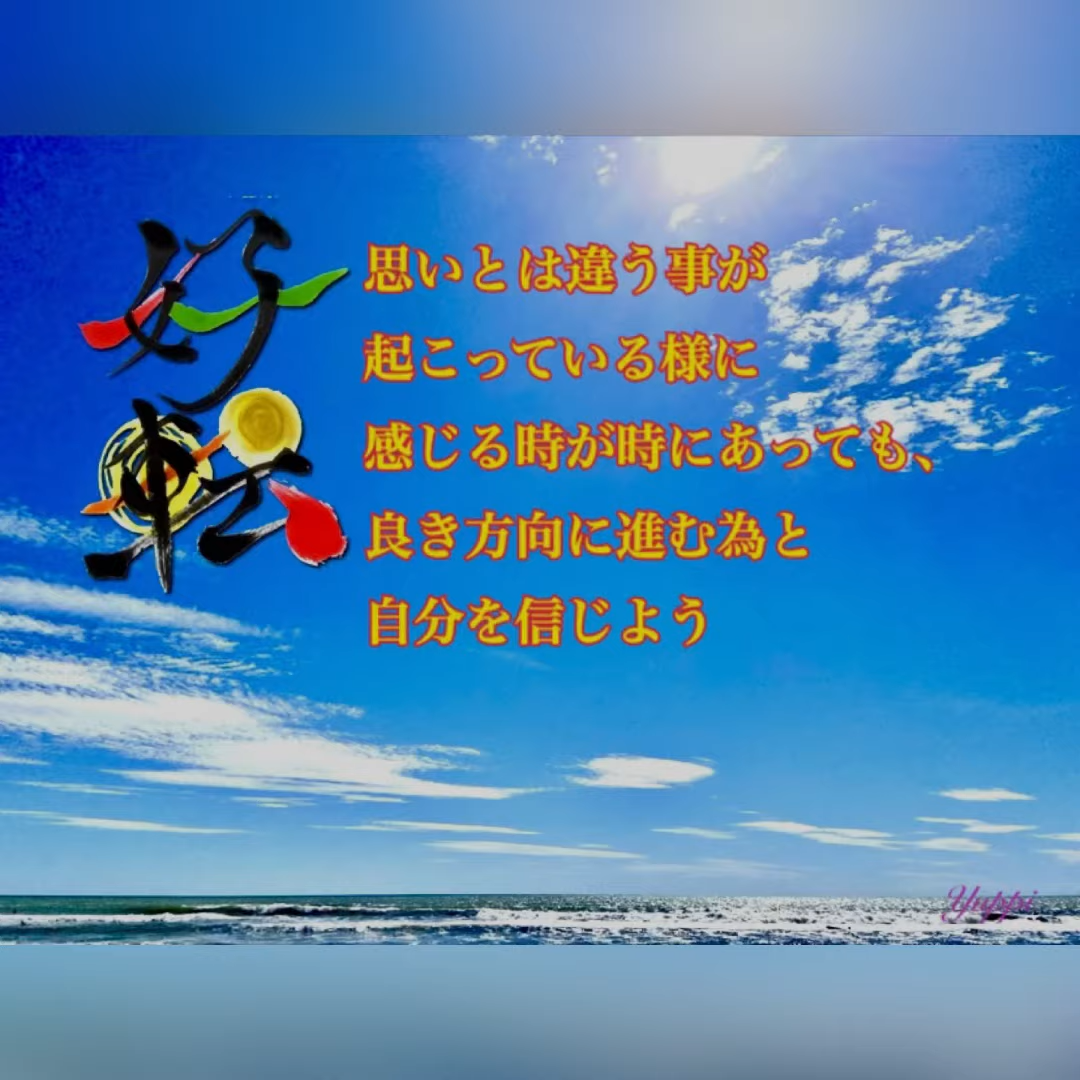 好転
思いとは違う事が
起こっている様に
感じる時が時にあっても、
良き方向に進む為と
自分を信じよう
Yuppi